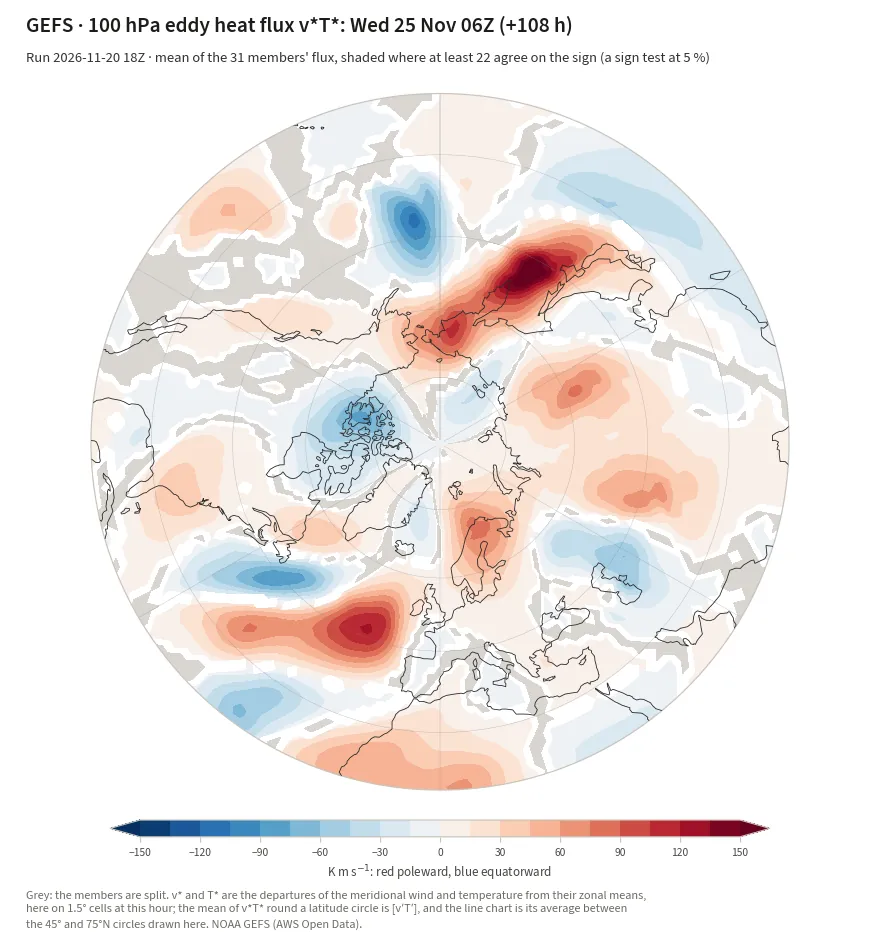 GEFS · 100 hPa eddy heat flux v*T*: Wed 25 Nov 06Z (+108 h)
Run 2026-11-20 18Z · mean of the 31 members' flux, shaded where at least 22 agree on the sign (a sign test at 5 %)
−150 −120 −90 −60 −30 0 30 60 90 120 150
K m s⁻¹: red poleward, blue equatorward
Grey: the members are split. v* and T* are the departures of the meridional wind and temperature from their zonal means,
here on 1.5° cells at this hour; the mean of v*T* round a latitude circle is [v'T'], and the line chart is its average between
the 45° and 75°N circles drawn here. NOAA GEFS (AWS Open Data).